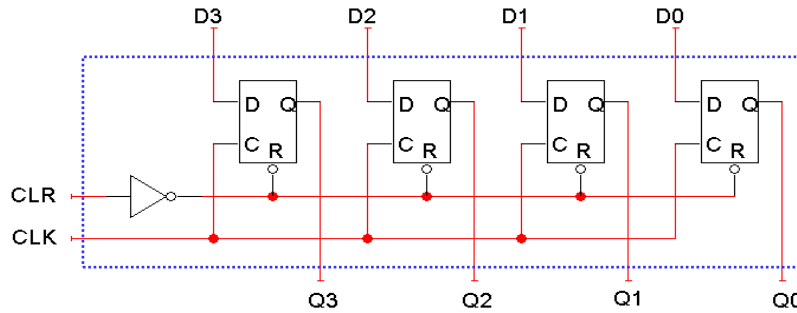 D3 D2 D1 D0
D Q D Q D Q D Q
C R C R C R C R
CLR
CLK
Q3 Q2 Q1 Q0